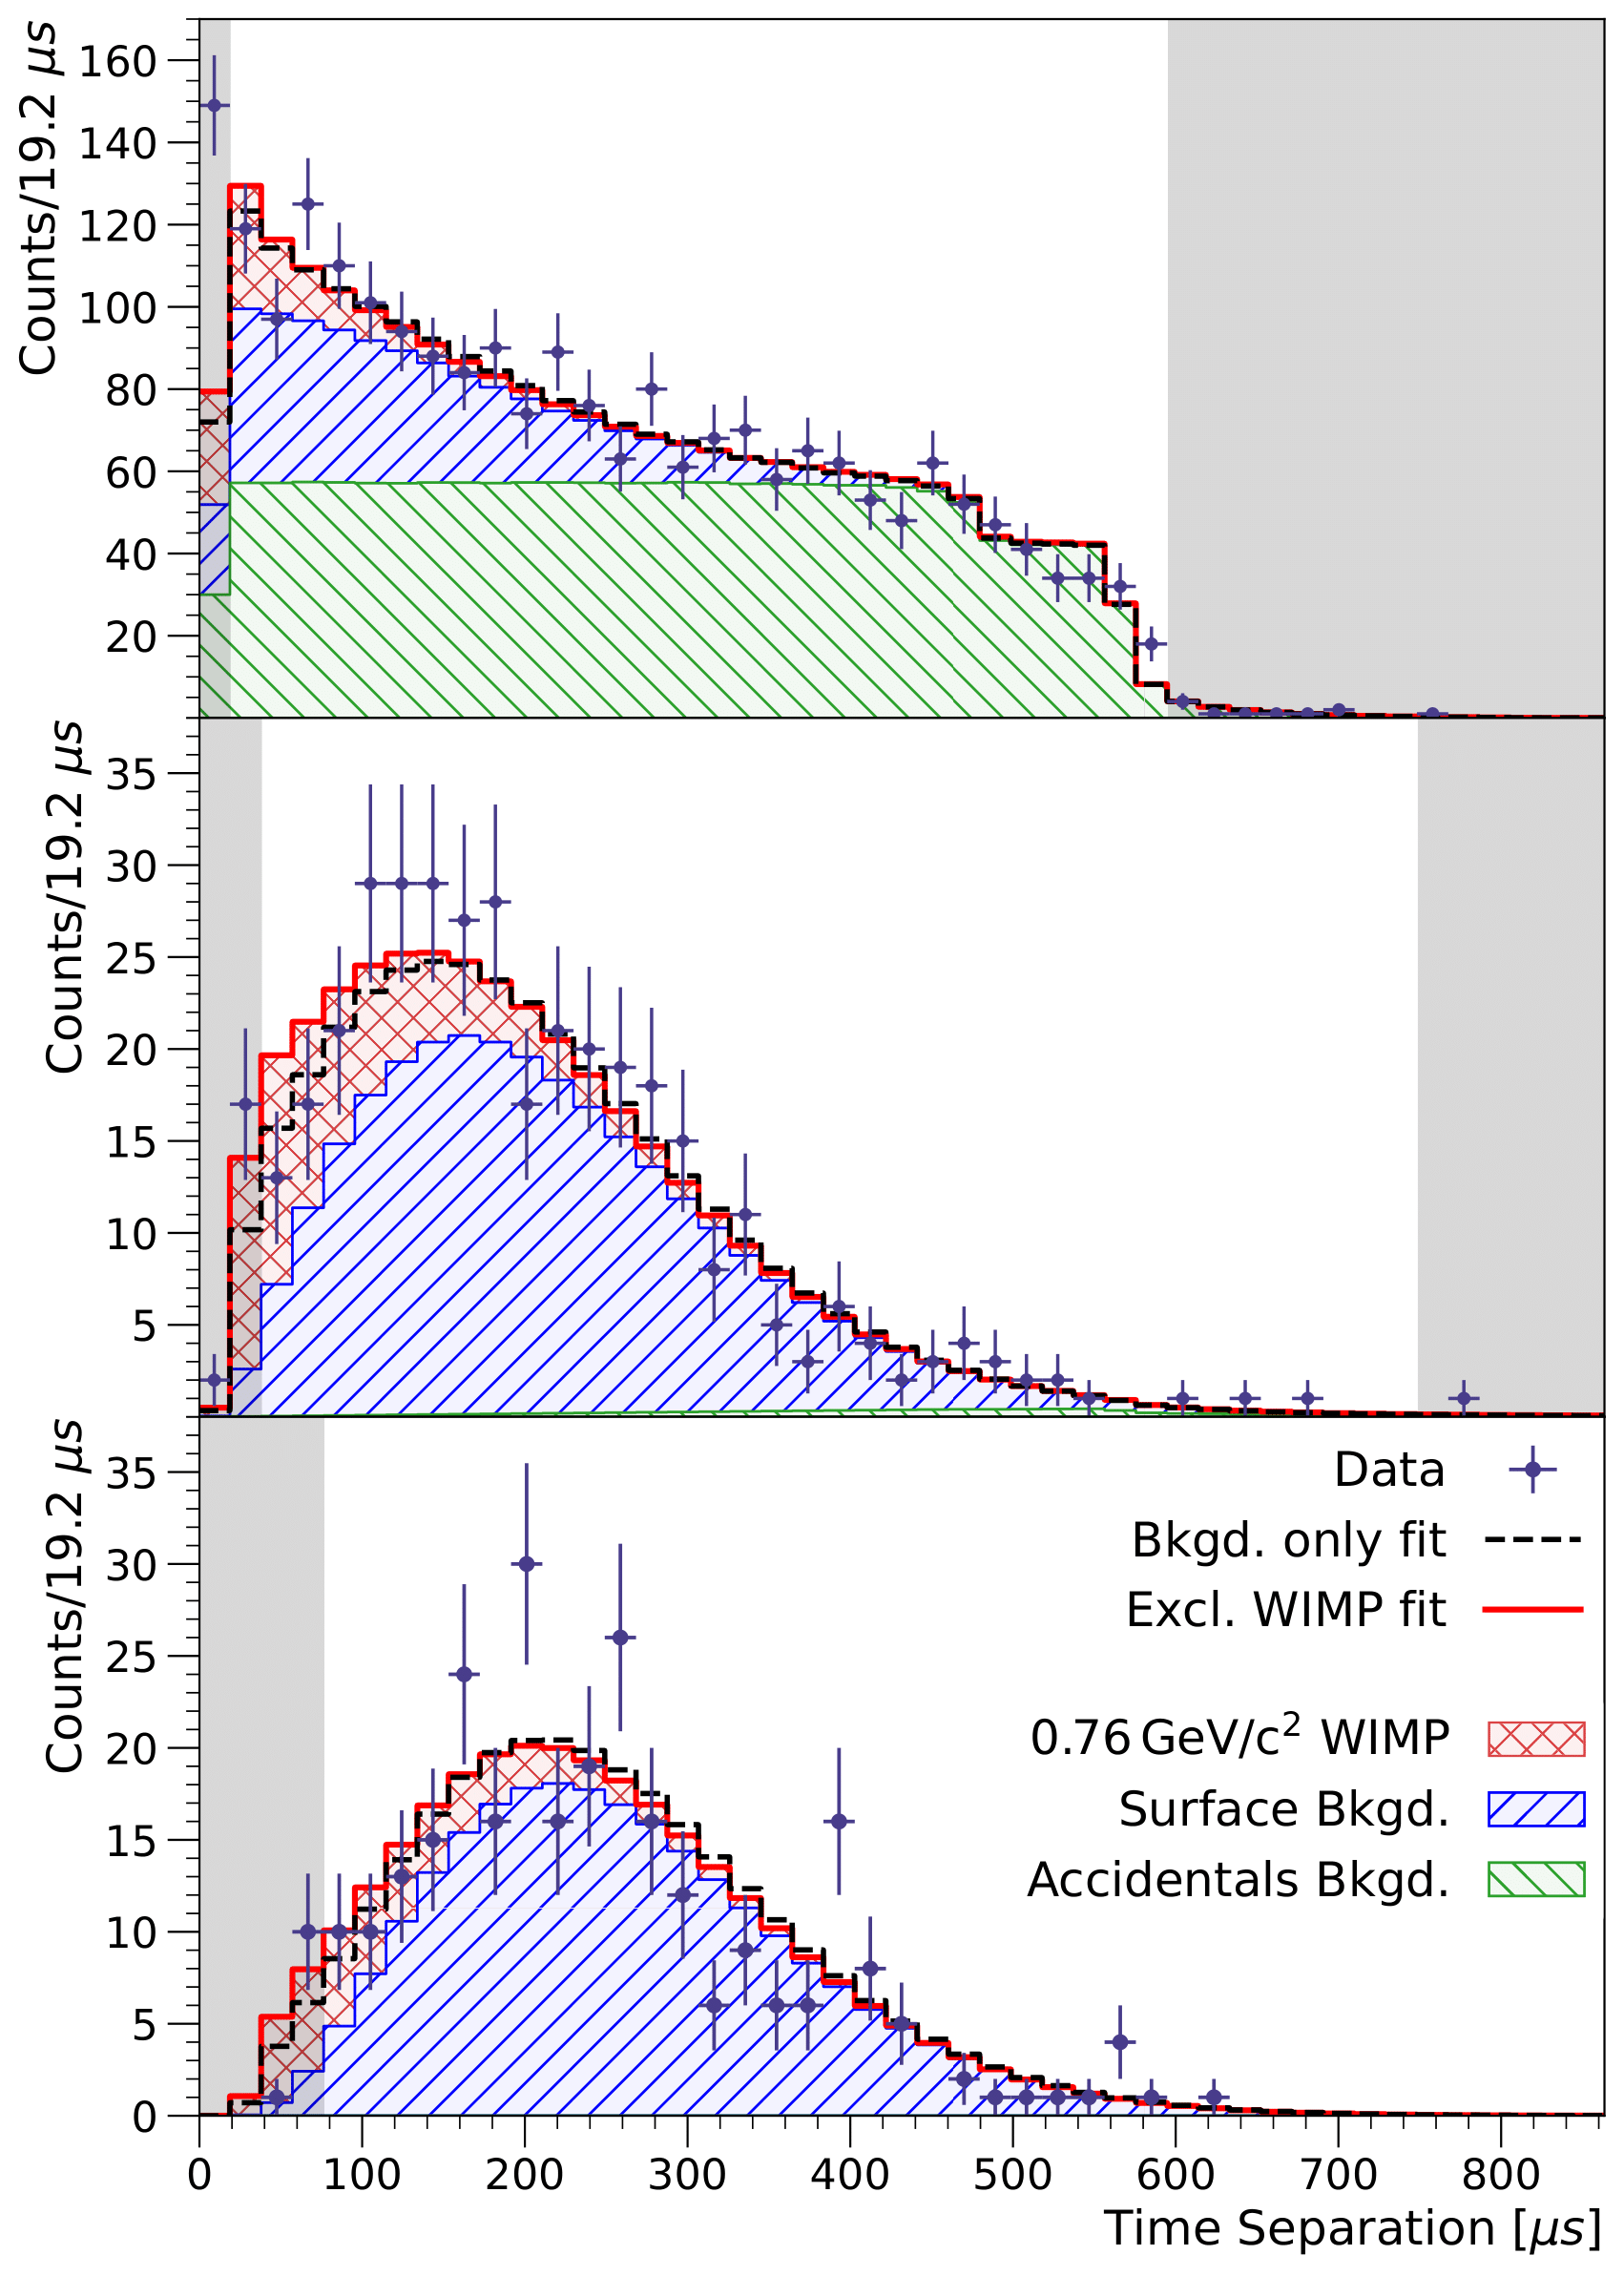 Counts/19.2 μs
160
140
120
100
80
60
40
20
Counts/19.2 μs
35
30
25
20
15
10
5
Counts/19.2 μs
35
30
25
20
15
10
5
0
Data
Bkgd. only fit
Excl. WIMP fit
0.76 GeV/c² WIMP
Surface Bkgd.
Accidentals Bkgd.
0 100 200 300 400 500 600 700 800
Time Separation [μs]